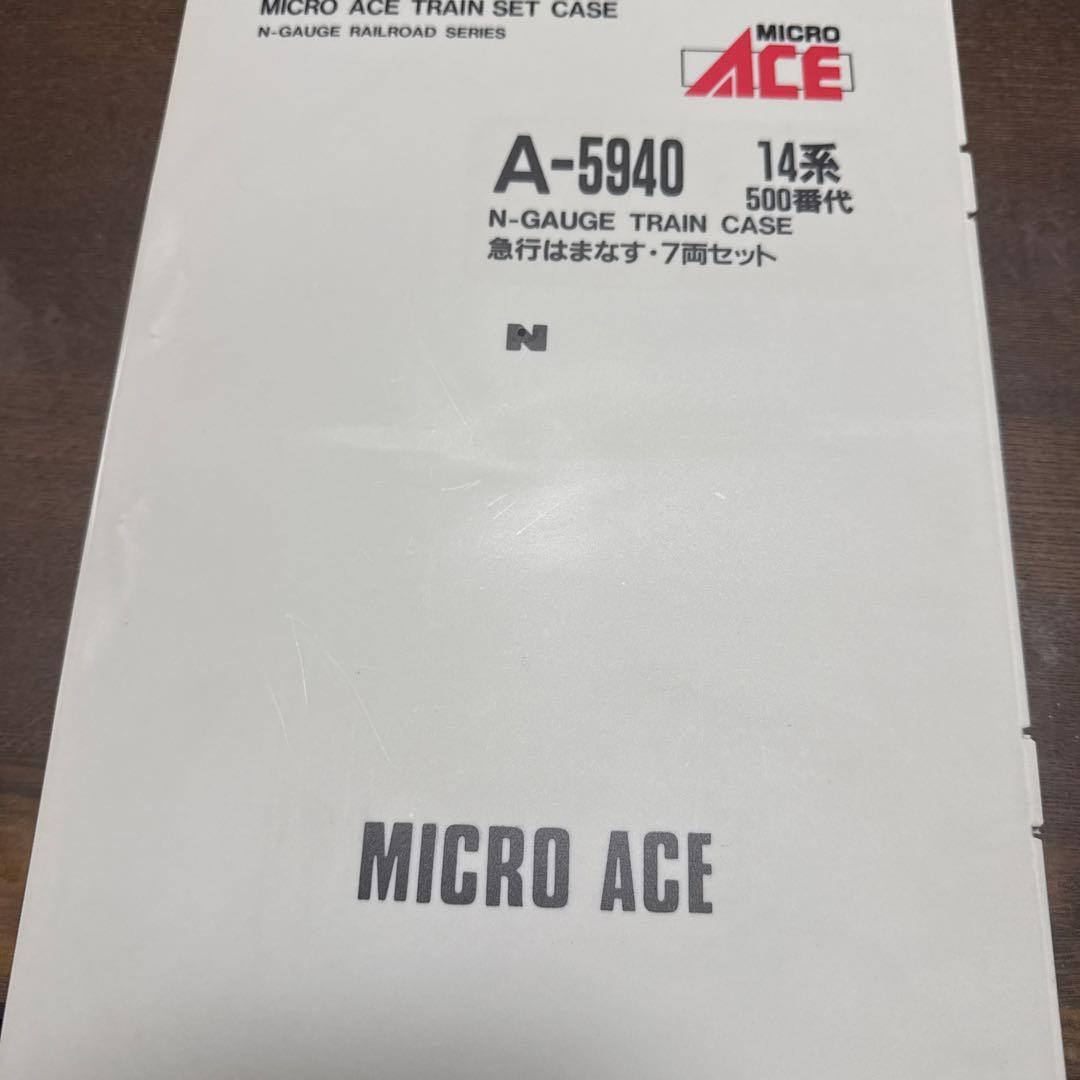 MICRO ACE TRAIN SET CASE
N-GAUGE RAILROAD SERIES
MICRO
ACE
A-5940 14系
500番代
N-GAUGE TRAIN CASE
急行はまなす・7両セット
N
MICRO ACE